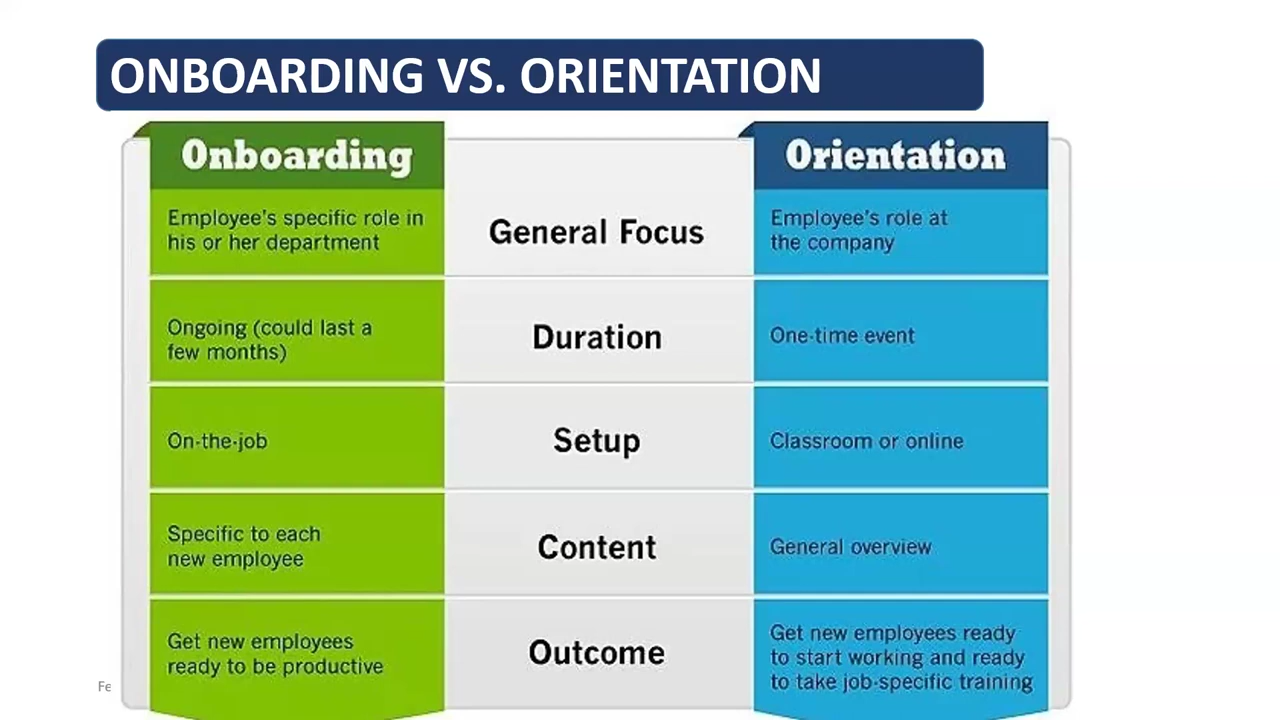 ONBOARDING VS. ORIENTATION
Onboarding
Orientation
Employee's specific role in
his or her department
General Focus
Employee's role at
the company
Ongoing (could last a
few months)
Duration
One-time event
On-the-job
Setup
Classroom or online
Specific to each
new employee
Content
General overview
Get new employees
ready to be productive
Outcome
Get new employees ready
to start working and ready
to take job-specific training